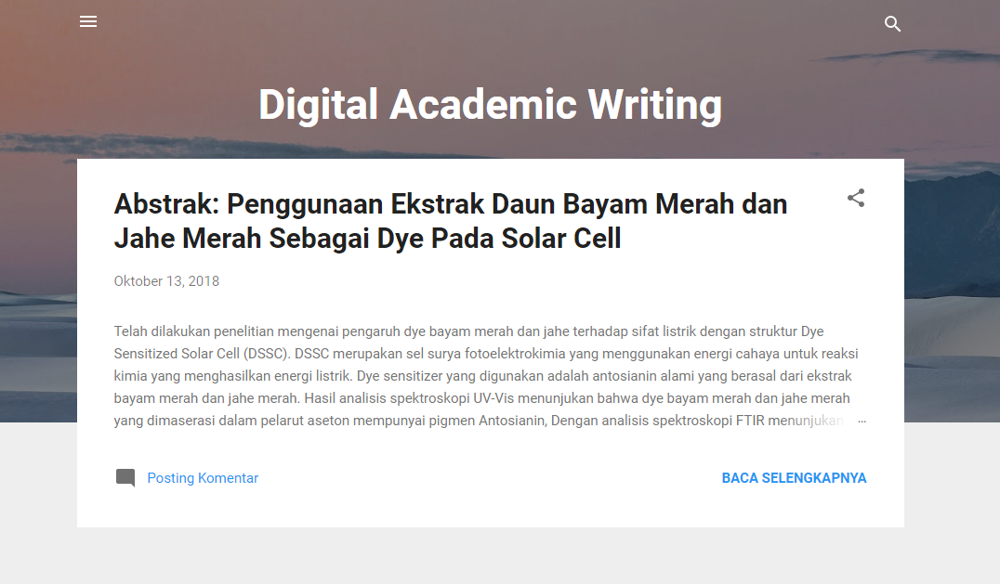 Digital Academic Writing
Abstrak: Penggunaan Ekstrak Daun Bayam Merah dan
Jahe Merah Sebagai Dye Pada Solar Cell
Oktober 13, 2018
Telah dilakukan penelitian mengenai pengaruh dye bayam merah dan jahe terhadap sifat listrik dengan struktur Dye
Sensitized Solar Cell (DSSC). DSSC merupakan sel surya fotoelektrokimia yang menggunakan energi cahaya untuk reaksi
kimia yang menghasilkan energi listrik. Dye sensitizer yang digunakan adalah antosianin alami yang berasal dari ekstrak
bayam merah dan jahe merah. Hasil analisis spektroskopi UV-Vis menunjukan bahwa dye bayam merah dan jahe merah
yang dimaserasi dalam pelarut aseton mempunyai pigmen Antosianin, Dengan analisis spektroskopi FTIR menunjukan ...
Posting Komentar
BACA SELENGKAPNYA